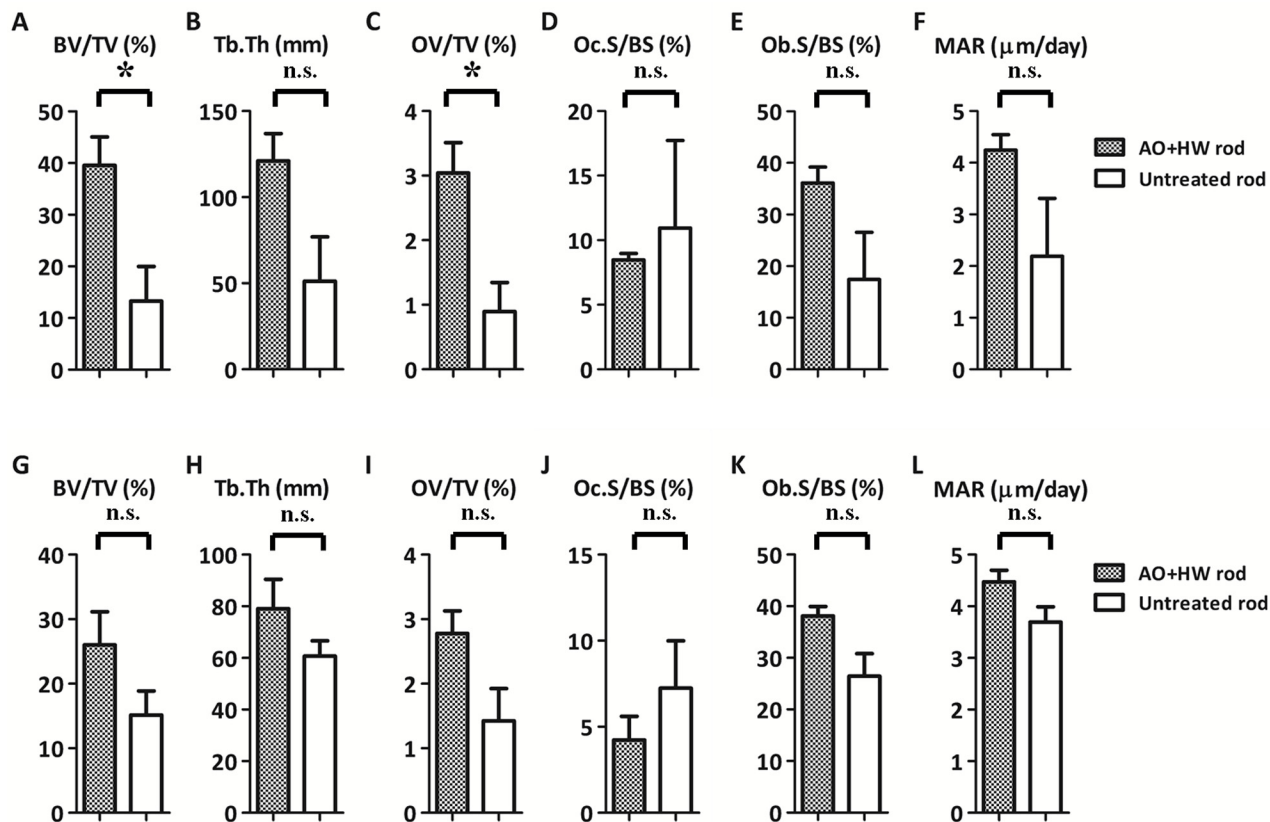 A B C D E F
BV/TV (%) Tb.Th (mm) OV/TV (%) Oc.S/BS (%) Ob.S/BS (%) MAR (μm/day)
* n.s. * n.s. n.s. n.s.
50 150 4 20 50 5
40 100 3 15 40 4
30 50 2 10 30 3
20 0 1 5 20 2
10 0 0 10 1
0 0 0
AO+HW rod
Untreated rod
G H I J K L
BV/TV (%) Tb.Th (mm) OV/TV (%) Oc.S/BS (%) Ob.S/BS (%) MAR (μm/day)
n.s. n.s. n.s. n.s. n.s. n.s.
40 100 4 15 50 5
30 80 3 10 40 4
20 60 2 5 30 3
10 40 1 0 20 2
0 20 0 10 1
0 0 0
AO+HW rod
Untreated rod